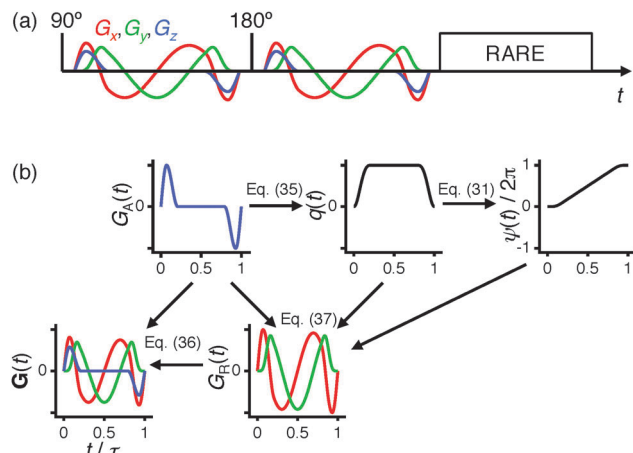 (a) 90º 180º
Gx, Gy, Gz
RARE
t
(b)
GA(t)
0
0 0.5 1
Eq. (35)
q(t)
0
0 0.5 1
Eq. (31)
ψ(t) / 2π
1
0
-1
0 0.5 1
G(t)
0
0 0.5 1
t / τ
Eq. (36)
Eq. (37)
GR(t)
0
0 0.5 1